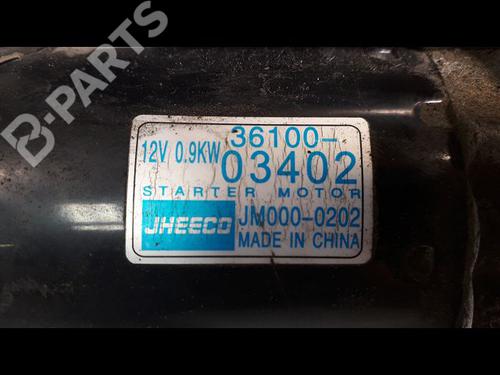 B-PARTS
12V 0.9KW 36100-
03402
STARTER MOTOR
JHEECO JM000-0202
MADE IN CHINA